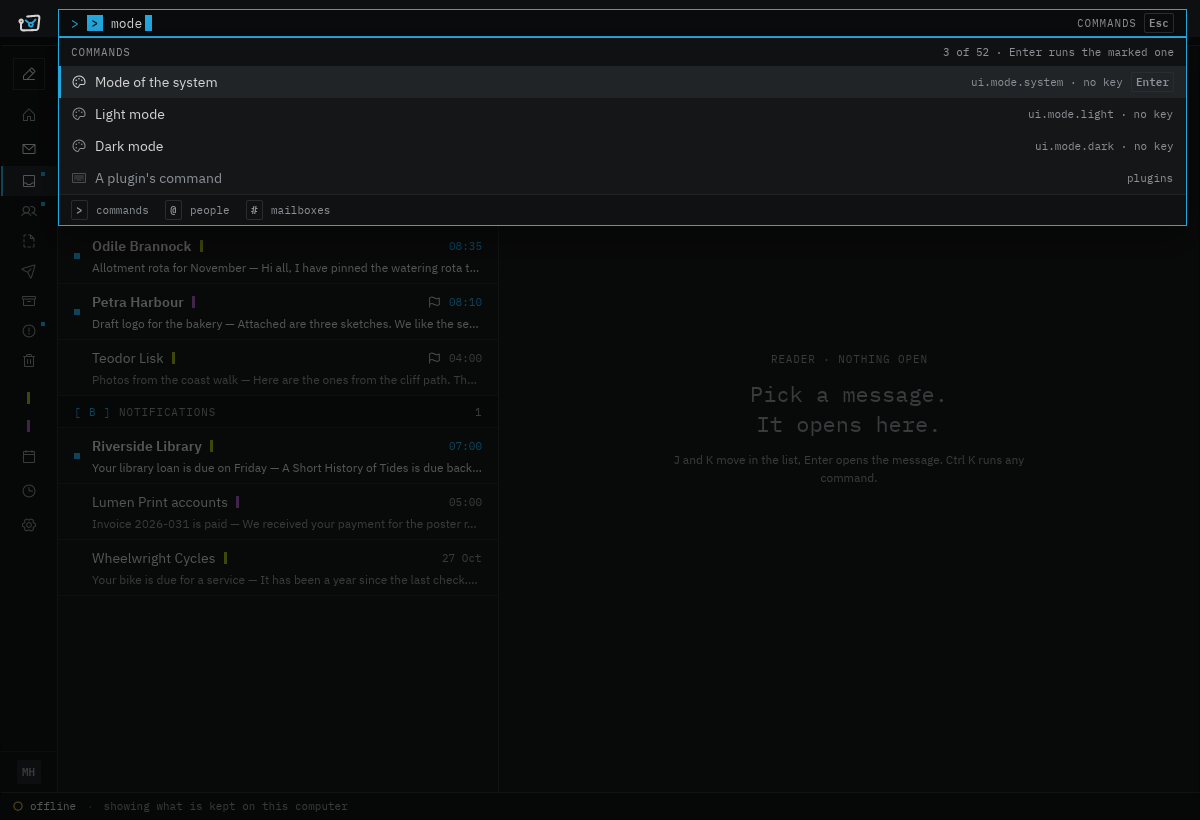 > > mode COMMANDS Esc
COMMANDS 3 of 52 · Enter runs the marked one
Mode of the system ui.mode.system · no key Enter
Light mode ui.mode.light · no key
Dark mode ui.mode.dark · no key
A plugin's command plugins
> commands @ people # mailboxes
Odile Brannock 08:35
Allotment rota for November — Hi all, I have pinned the watering rota t...
Petra Harbour 08:10
Draft logo for the bakery — Attached are three sketches. We like the se...
Teodor Lisk 04:00
Photos from the coast walk — Here are the ones from the cliff path. Th...
[ B ] NOTIFICATIONS 1
Riverside Library 07:00
Your library loan is due on Friday — A Short History of Tides is due back...
Lumen Print accounts 05:00
Invoice 2026-031 is paid — We received your payment for the poster r...
Wheelwright Cycles 27 Oct
Your bike is due for a service — It has been a year since the last check....
READER · NOTHING OPEN
Pick a message.
It opens here.
J and K move in the list, Enter opens the message. Ctrl K runs any
command.
MH
offline · showing what is kept on this computer